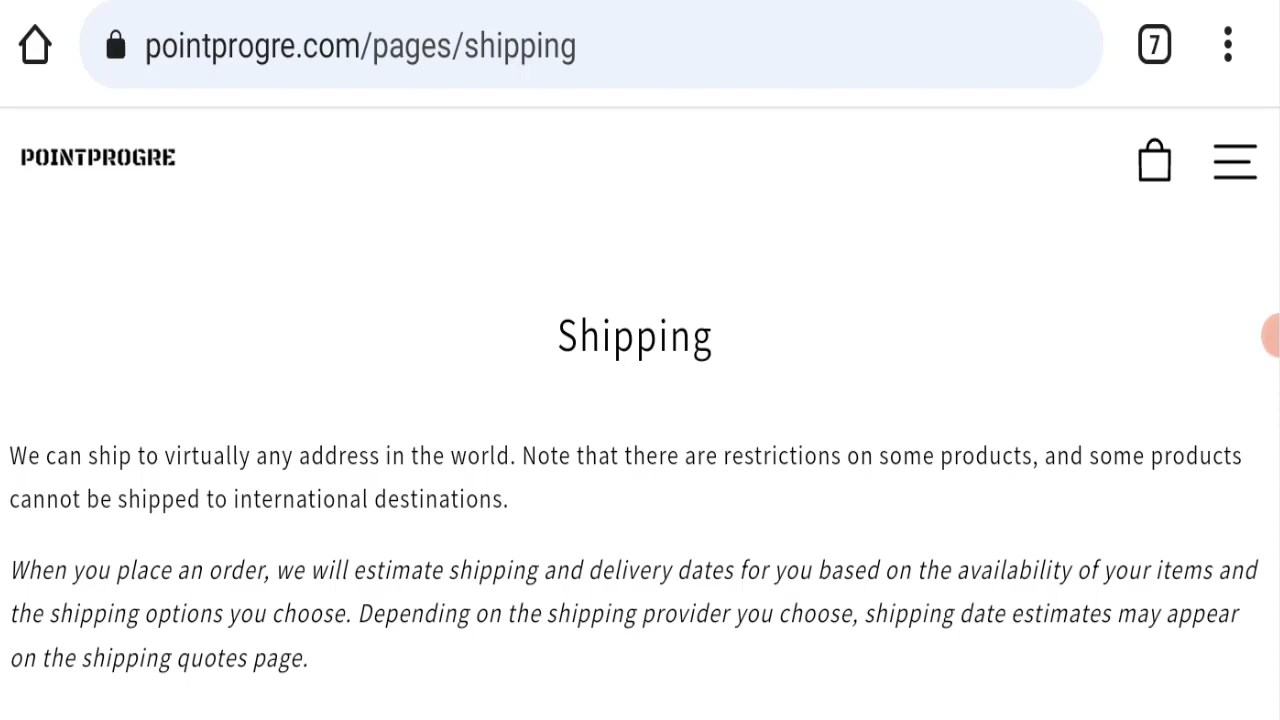 pointprogre.com/pages/shipping
7
POINTPROGRE
Shipping
We can ship to virtually any address in the world. Note that there are restrictions on some products, and some products
cannot be shipped to international destinations.
When you place an order, we will estimate shipping and delivery dates for you based on the availability of your items and
the shipping options you choose. Depending on the shipping provider you choose, shipping date estimates may appear
on the shipping quotes page.